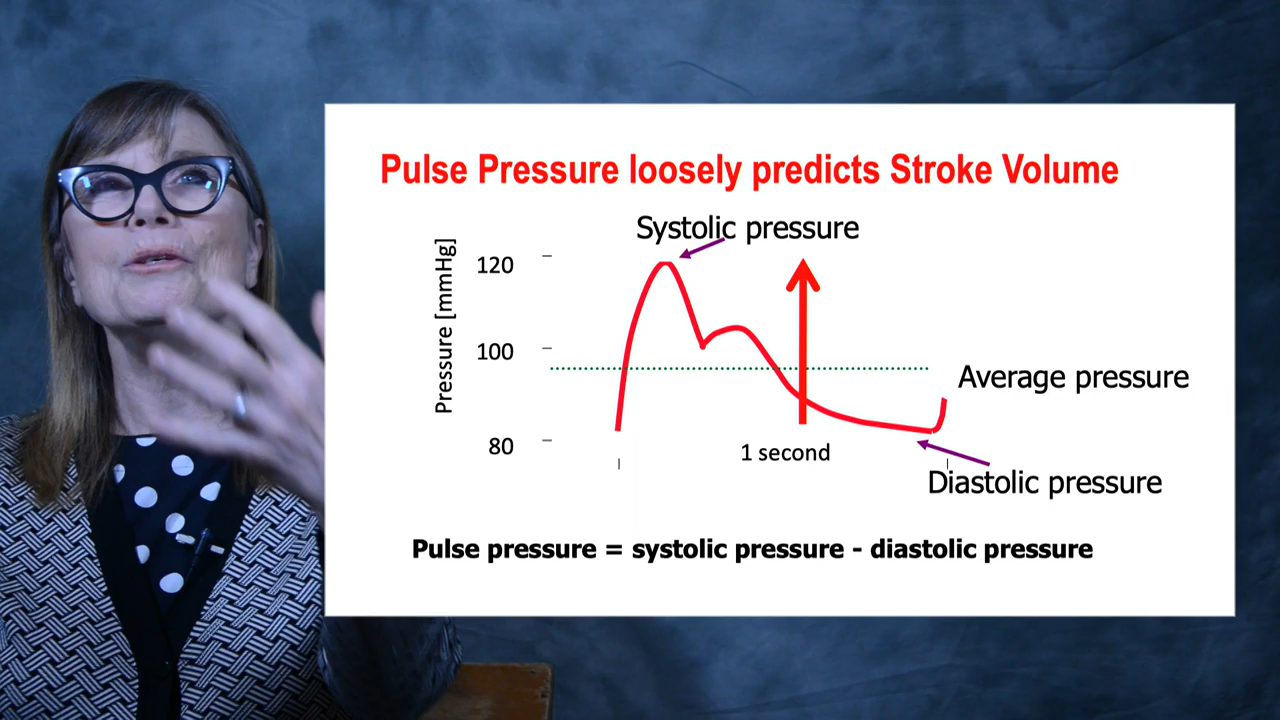 Pulse Pressure loosely predicts Stroke Volume
Systolic pressure
Pressure [mmHg]
120
100
80
Average pressure
1 second
Diastolic pressure
Pulse pressure = systolic pressure - diastolic pressure